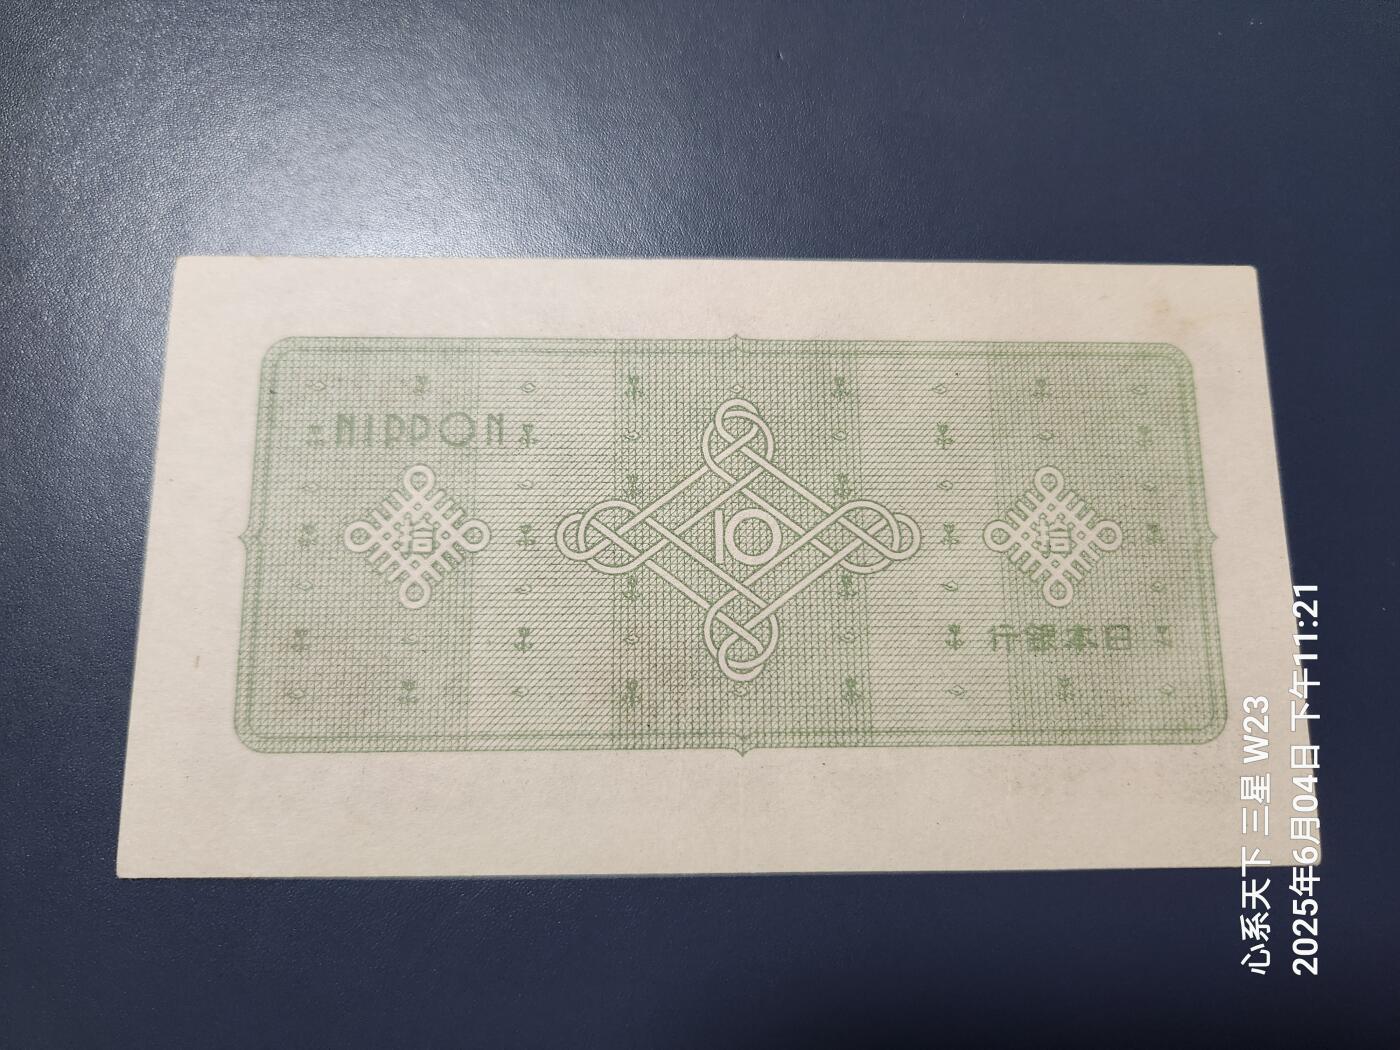 NIPPON
拾
10
拾
行銀本日
心系天下 三星 W23
2025年6月04日 下午11:21